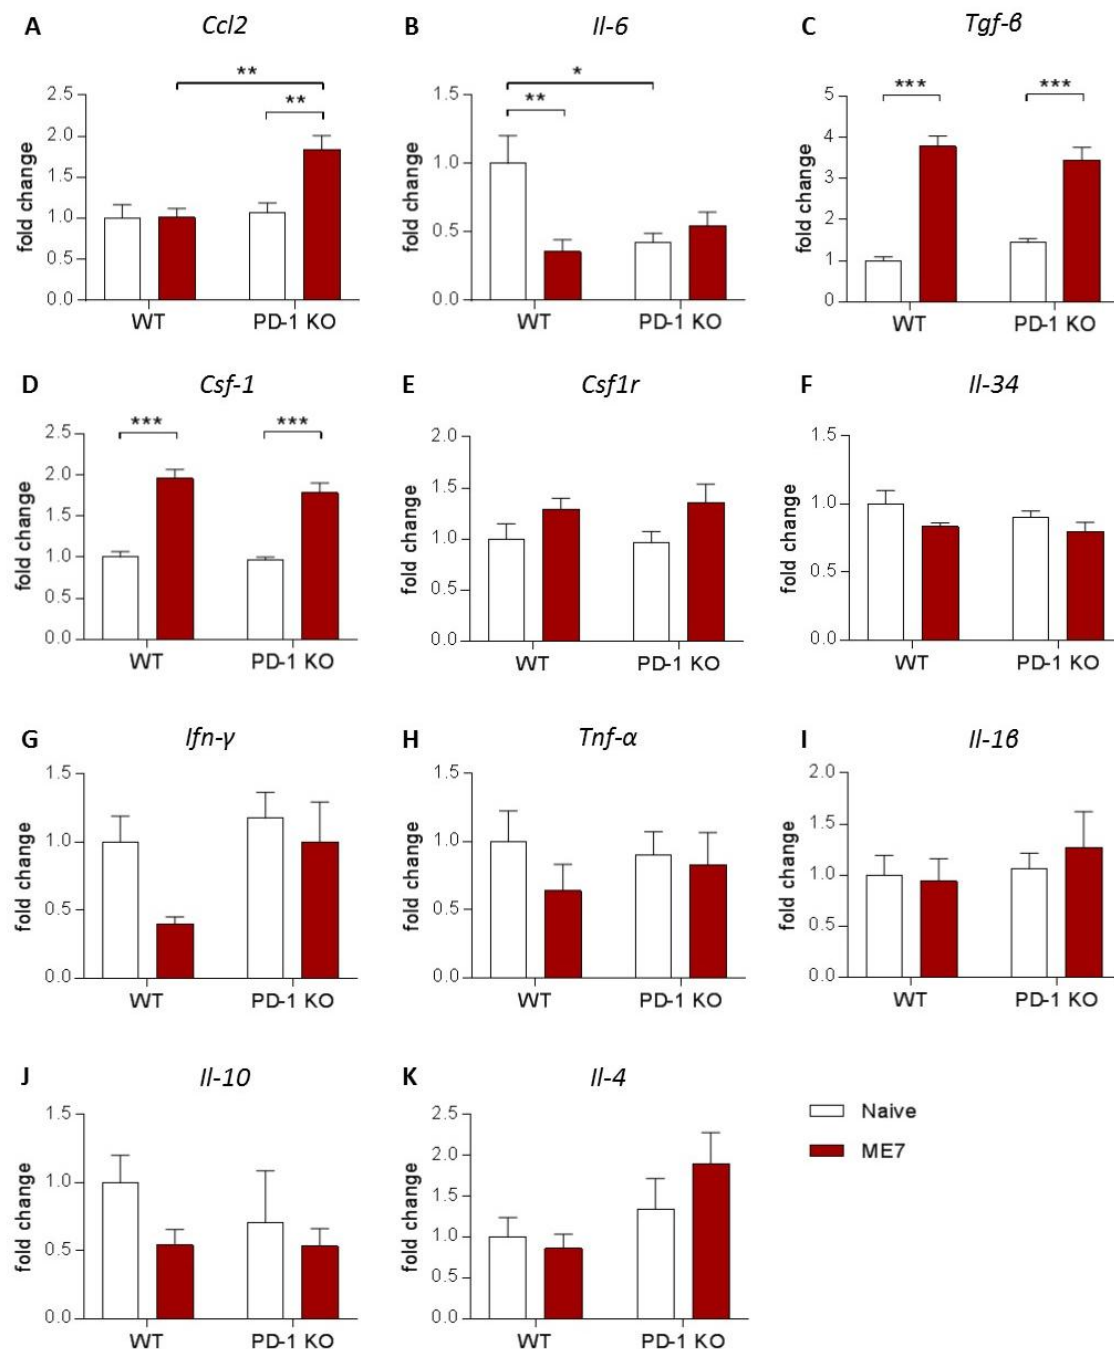 A Ccl2
** 
**
fold change
2.5
2.0
1.5
1.0
0.5
0.0
WT PD-1 KO
B Il-6
*
**
fold change
1.5
1.0
0.5
0.0
WT PD-1 KO
C Tgf-β
*** ***
fold change
5
4
3
2
1
0
WT PD-1 KO
D Csf-1
*** ***
fold change
2.5
2.0
1.5
1.0
0.5
0.0
WT PD-1 KO
E Csf1r
fold change
2.0
1.5
1.0
0.5
0.0
WT PD-1 KO
F Il-34
fold change
1.5
1.0
0.5
0.0
WT PD-1 KO
G Ifn-γ
fold change
1.5
1.0
0.5
0.0
WT PD-1 KO
H Tnf-α
fold change
1.5
1.0
0.5
0.0
WT PD-1 KO
I Il-1β
fold change
2.0
1.5
1.0
0.5
0.0
WT PD-1 KO
J Il-10
fold change
1.5
1.0
0.5
0.0
WT PD-1 KO
K Il-4
fold change
2.5
2.0
1.5
1.0
0.5
0.0
WT PD-1 KO
Naive
ME7